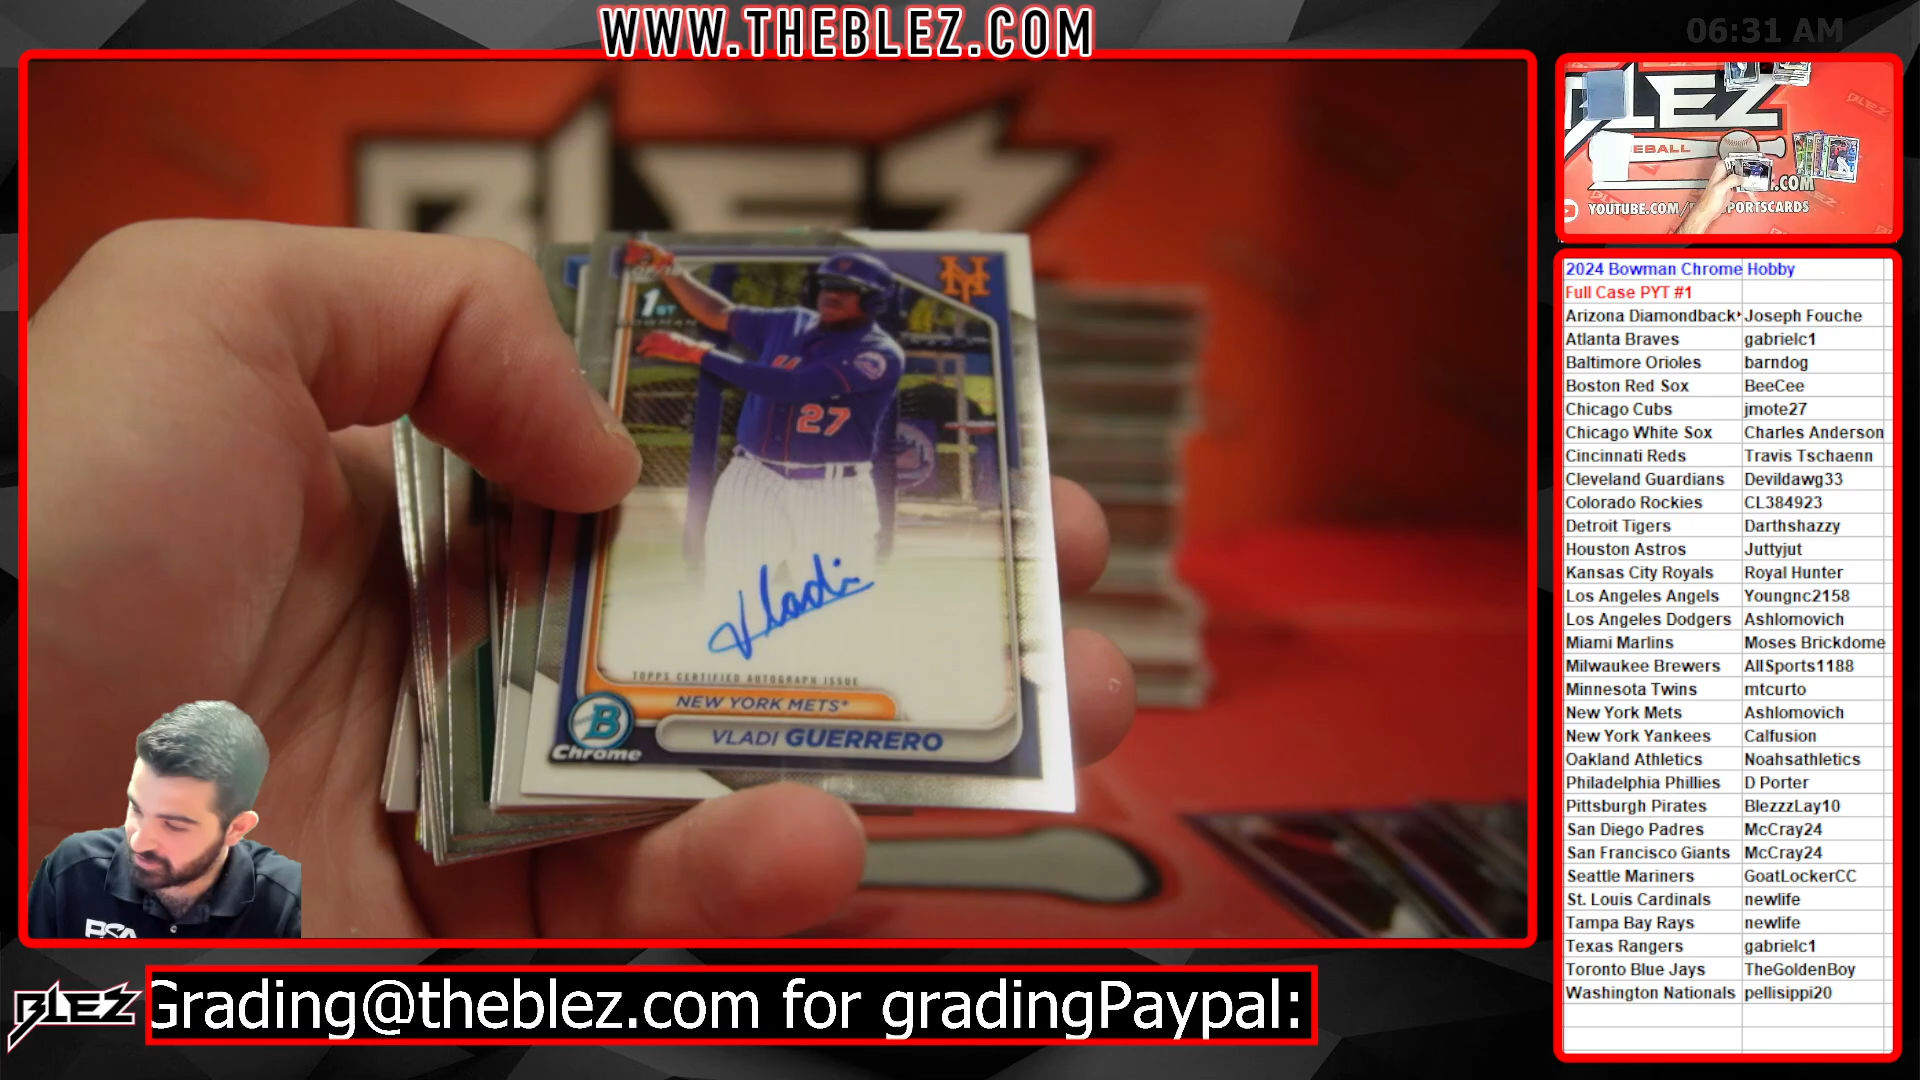 WWW.THEBLEZ.COM
06:31 AM
BLEZ
1ST
BOWMAN
NY
27
Vladi
TOPPS CERTIFIED AUTOGRAPH ISSUE
NEW YORK METS*
VLADI GUERRERO
B
Chrome
BLEZ
EBALL
.COM
YOUTUBE.COM/
PORTSCARDS
2024 Bowman Chrome Hobby
Full Case PYT #1
Arizona Diamondback Joseph Fouche
Atlanta Braves gabrielc1
Baltimore Orioles barndog
Boston Red Sox BeeCee
Chicago Cubs jmote27
Chicago White Sox Charles Anderson
Cincinnati Reds Travis Tschaenn
Cleveland Guardians Devildawg33
Colorado Rockies CL384923
Detroit Tigers Darthshazzy
Houston Astros Juttyjut
Kansas City Royals Royal Hunter
Los Angeles Angels Youngnc2158
Los Angeles Dodgers Ashlomovich
Miami Marlins Moses Brickdome
Milwaukee Brewers AllSports1188
Minnesota Twins mtcurto
New York Mets Ashlomovich
New York Yankees Calfusion
Oakland Athletics Noahsathletics
Philadelphia Phillies D Porter
Pittsburgh Pirates BlezzzLay10
San Diego Padres McCray24
San Francisco Giants McCray24
Seattle Mariners GoatLockerCC
St. Louis Cardinals newlife
Tampa Bay Rays newlife
Texas Rangers gabrielc1
Toronto Blue Jays TheGoldenBoy
Washington Nationals pellisippi20
BLEZ
Grading@theblez.com for gradingPaypal: